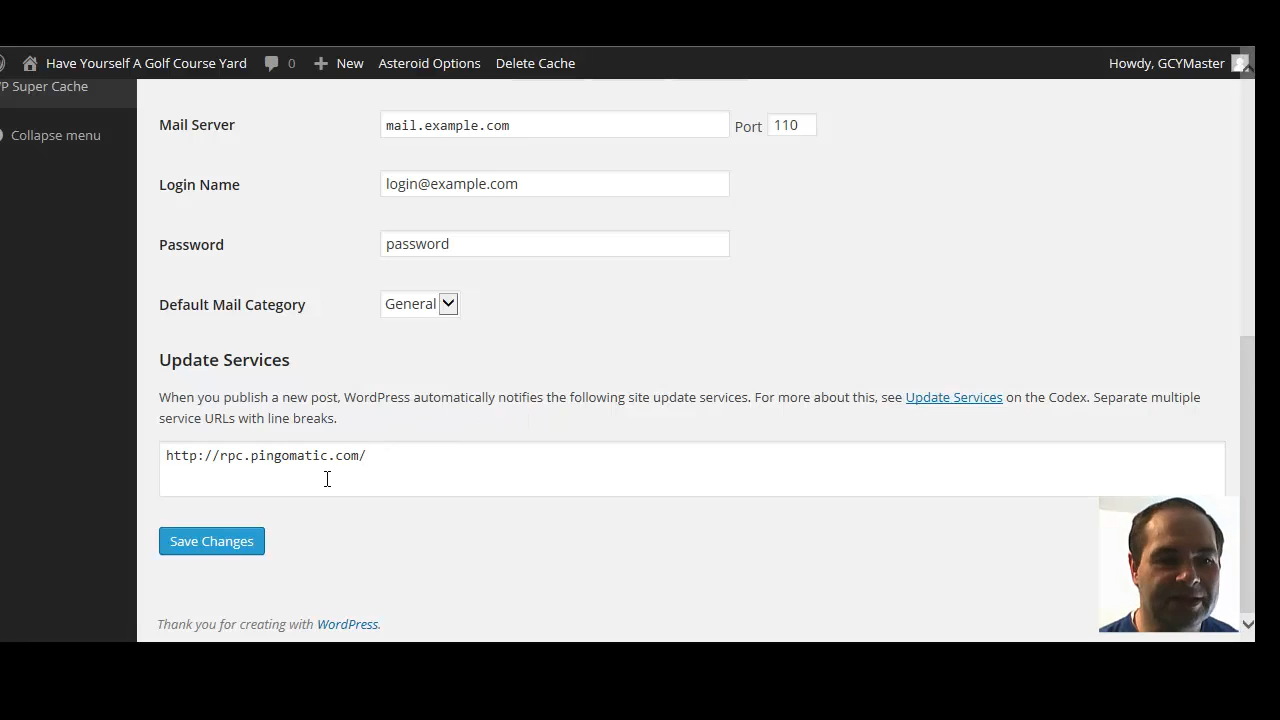 Have Yourself A Golf Course Yard 0 New Asteroid Options Delete Cache Howdy, GCYMaster
P Super Cache
Collapse menu
Mail Server mail.example.com Port 110
Login Name login@example.com
Password password
Default Mail Category General
Update Services
When you publish a new post, WordPress automatically notifies the following site update services. For more about this, see Update Services on the Codex. Separate multiple
service URLs with line breaks.
http://rpc.pingomatic.com/
Save Changes
Thank you for creating with WordPress.